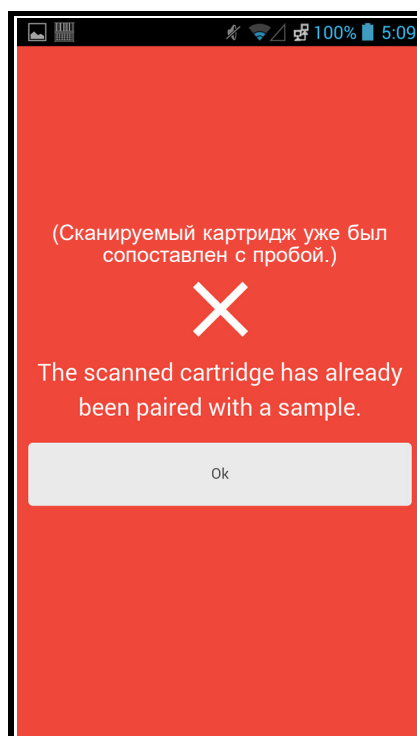 100% 5:09
(Сканируемый картридж уже был
сопоставлен с пробой.)
The scanned cartridge has already
been paired with a sample.
Ok